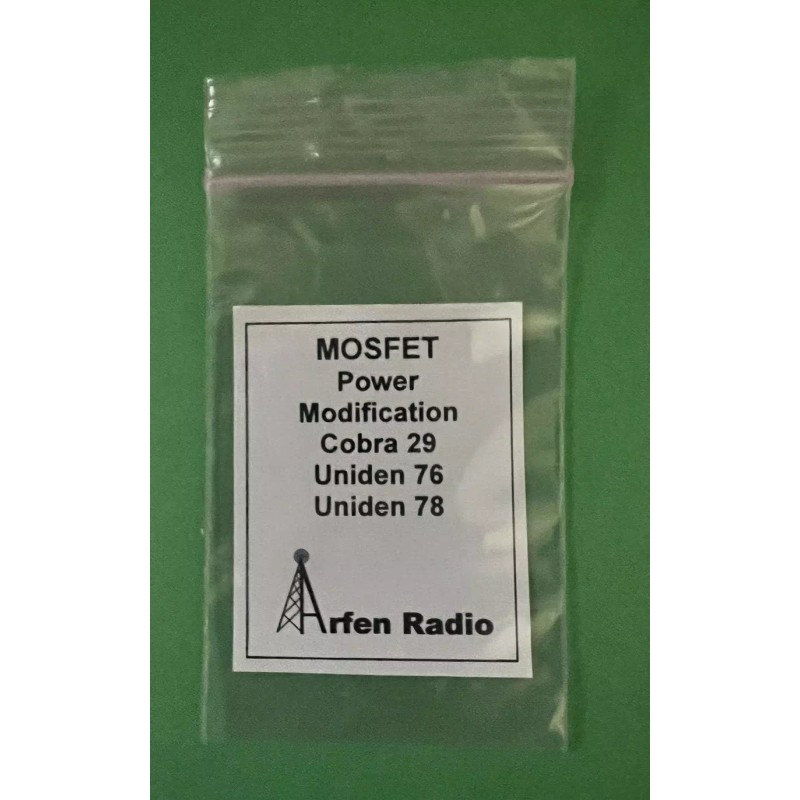 MOSFET
Power
Modification
Cobra 29
Uniden 76
Uniden 78
Arfen Radio